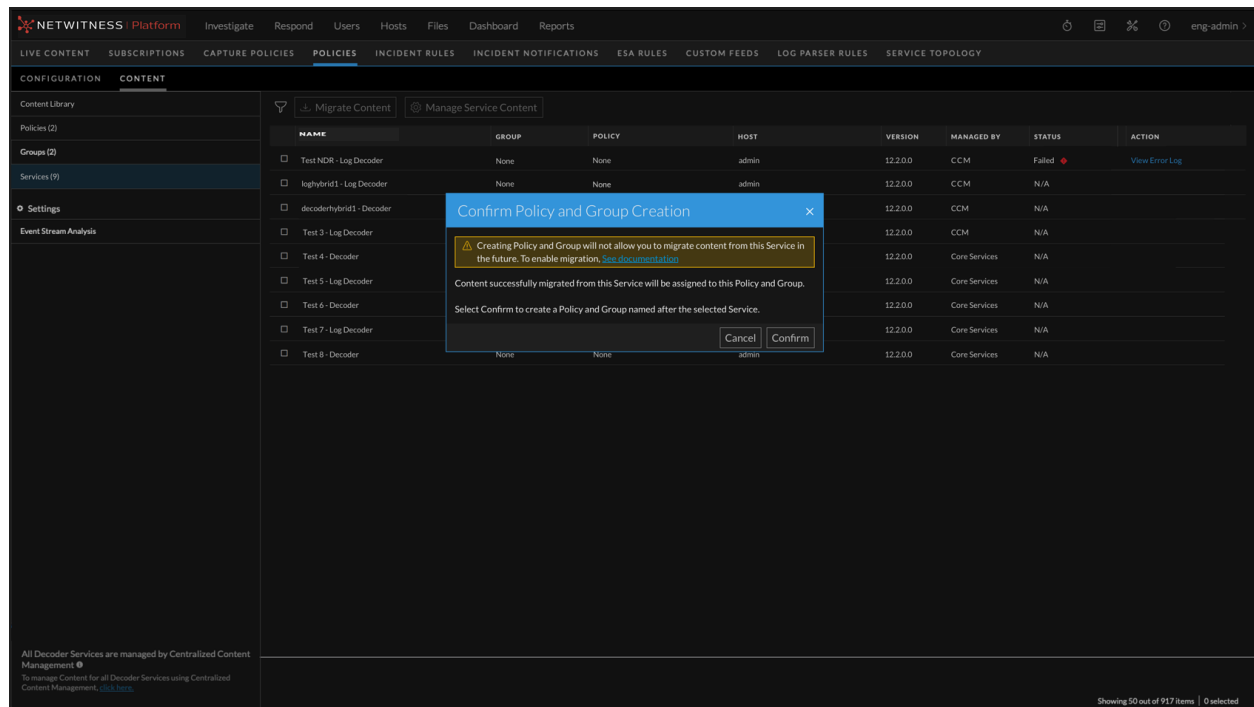 NETWITNESS Platform Investigate Respond Users Hosts Files Dashboard Reports eng-admin >
LIVE CONTENT SUBSCRIPTIONS CAPTURE POLICIES POLICIES INCIDENT RULES INCIDENT NOTIFICATIONS ESA RULES CUSTOM FEEDS LOG PARSER RULES SERVICE TOPOLOGY
CONFIGURATION CONTENT
Content Library
Policies (2)
Groups (2)
Services (9)
Settings
Event Stream Analysis
Migrate Content Manage Service Content
NAME GROUP POLICY HOST VERSION MANAGED BY STATUS ACTION
Test NDR - Log Decoder None None admin 12.2.0.0 CCM Failed View Error Log
loghybrid1 - Log Decoder None None admin 12.2.0.0 CCM N/A
decoderhybrid1 - Decoder 12.2.0.0 CCM N/A
Test 3 - Log Decoder 12.2.0.0 CCM N/A
Test 4 - Decoder 12.2.0.0 Core Services N/A
Test 5 - Log Decoder 12.2.0.0 Core Services N/A
Test 6 - Decoder 12.2.0.0 Core Services N/A
Test 7 - Log Decoder 12.2.0.0 Core Services N/A
Test 8 - Decoder None None admin 12.2.0.0 Core Services N/A
Confirm Policy and Group Creation ×
Creating Policy and Group will not allow you to migrate content from this Service in
the future. To enable migration, See documentation
Content successfully migrated from this Service will be assigned to this Policy and Group.
Select Confirm to create a Policy and Group named after the selected Service.
Cancel Confirm
All Decoder Services are managed by Centralized Content
Management
To manage Content for all Decoder Services using Centralized
Content Management, click here.
Showing 50 out of 917 items | 0 selected